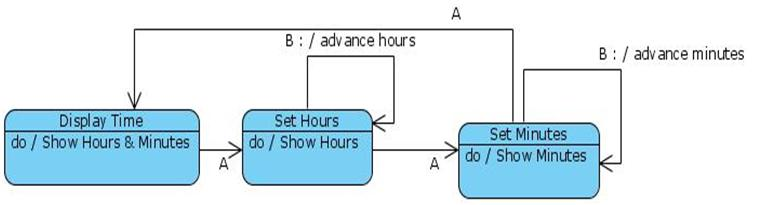 A
B : / advance hours
B : / advance minutes
Display Time
do / Show Hours & Minutes
A
Set Hours
do / Show Hours
A
Set Minutes
do / Show Minutes